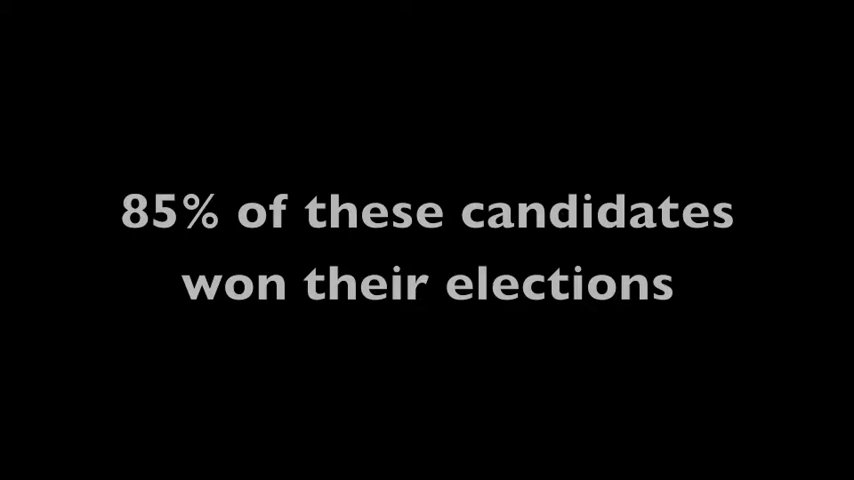 85% of these candidates
won their elections